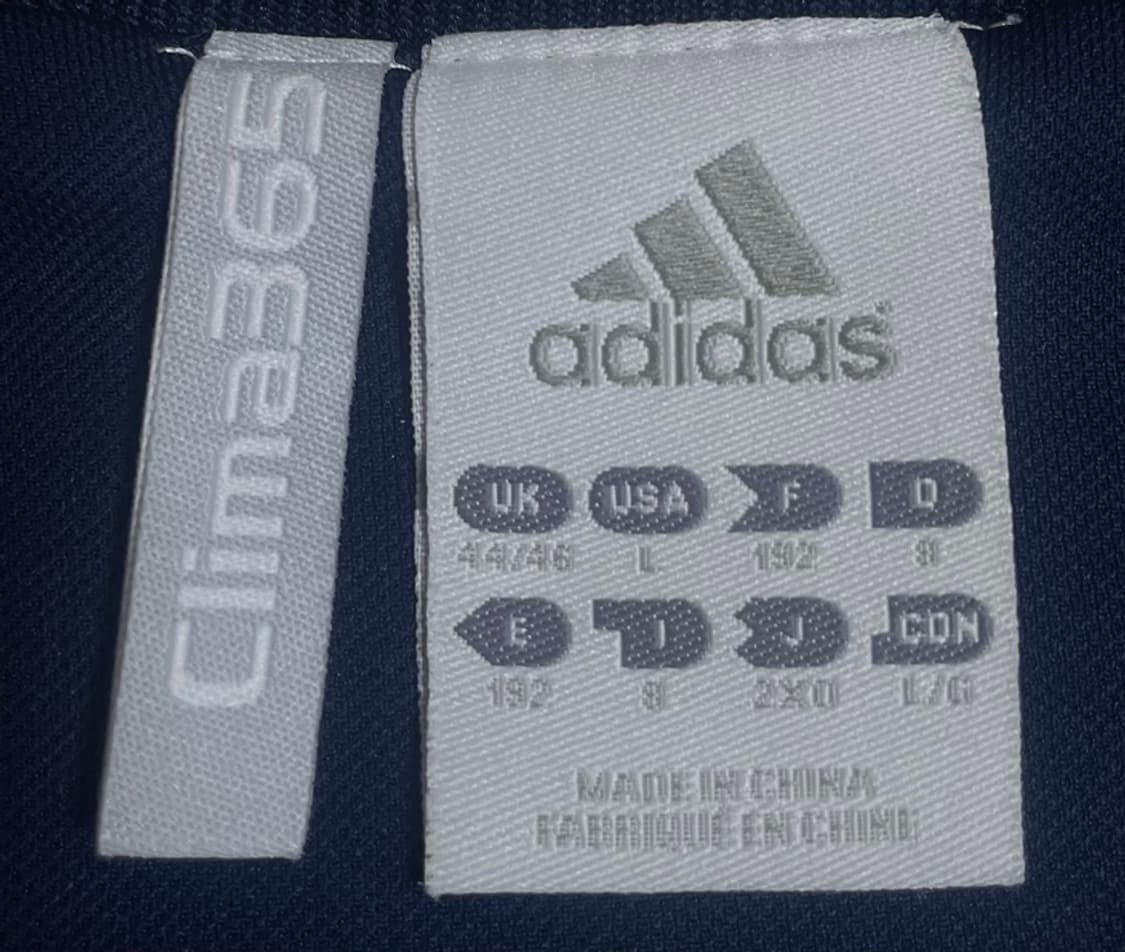 Clima365
adidas
UK USA F D
44/46 L 192 8
E I J CDN
192 8 2XO L/G
MADE IN CHINA
FABRIQUÉ EN CHINE